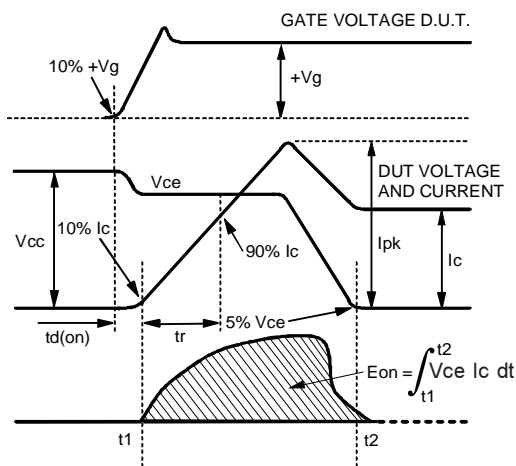 GATE VOLTAGE D.U.T.
10% +Vg
+Vg
Vce
DUT VOLTAGE
AND CURRENT
10% Ic
Vcc
90% Ic
Ipk
Ic
td(on)
tr
5% Vce
Eon = ∫ Vce Ic dt
t2
t1
t1
t2